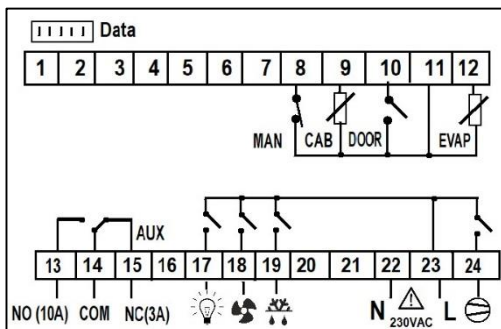 Data
1 2 3 4 5 6 7 8 9 10 11 12
MAN CAB DOOR EVAP
AUX
13 14 15 16 17 18 19 20 21 22 23 24
NO (10A) COM NC(3A) N L
230VAC